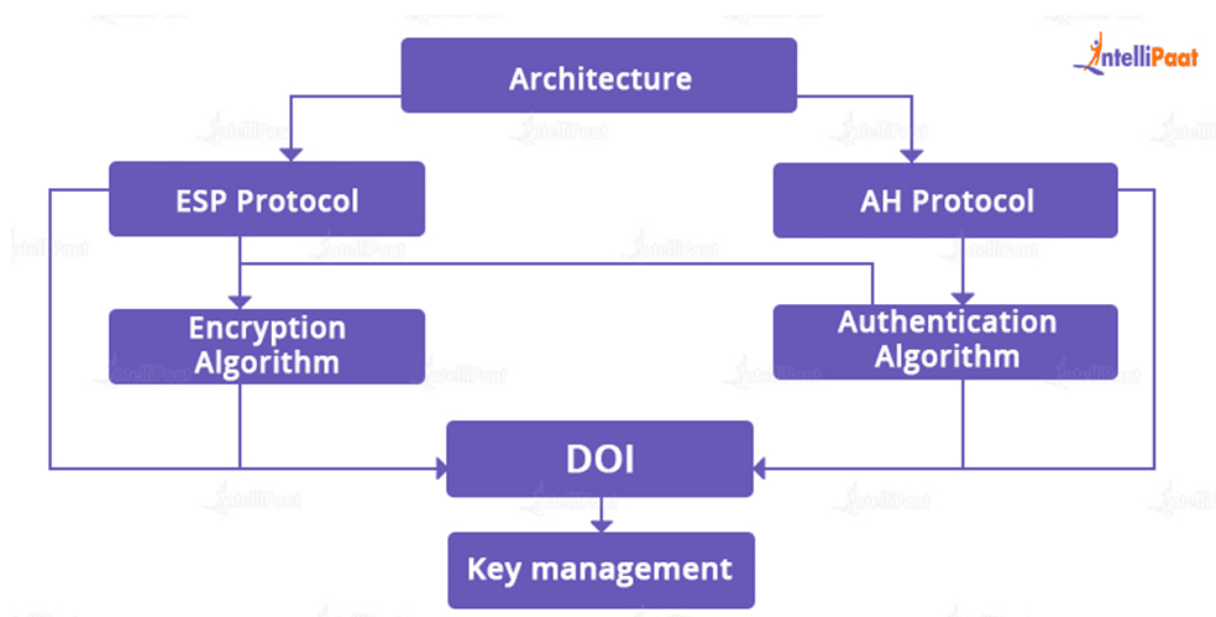 Architecture
IntelliPaat
ESP Protocol
AH Protocol
Encryption
Algorithm
Authentication
Algorithm
DOI
Key management